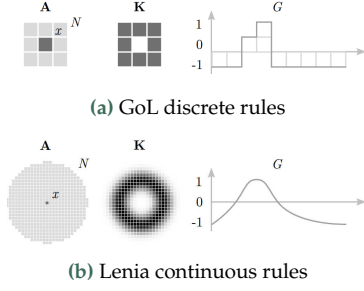 A K G
N
x
1
0
-1
(a) GoL discrete rules
A K G
N
x
1
0
-1
(b) Lenia continuous rules